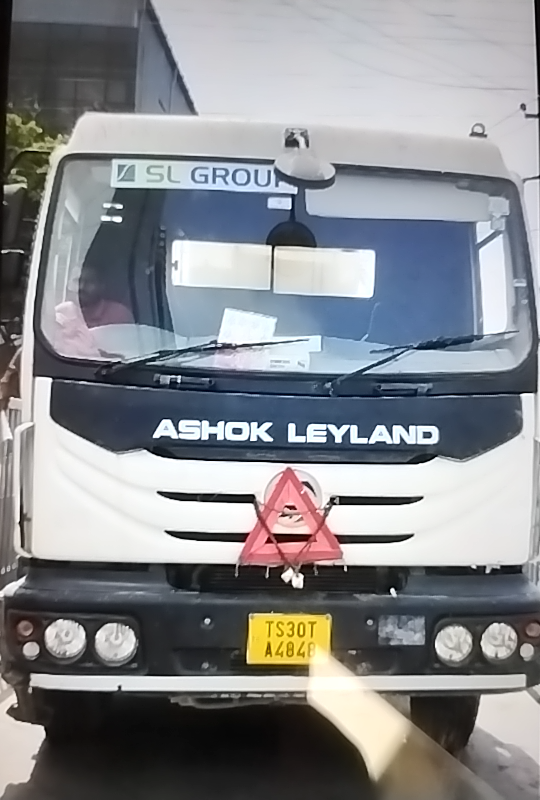 SL GROUP
ASHOK LEYLAND
TS30T
A4848